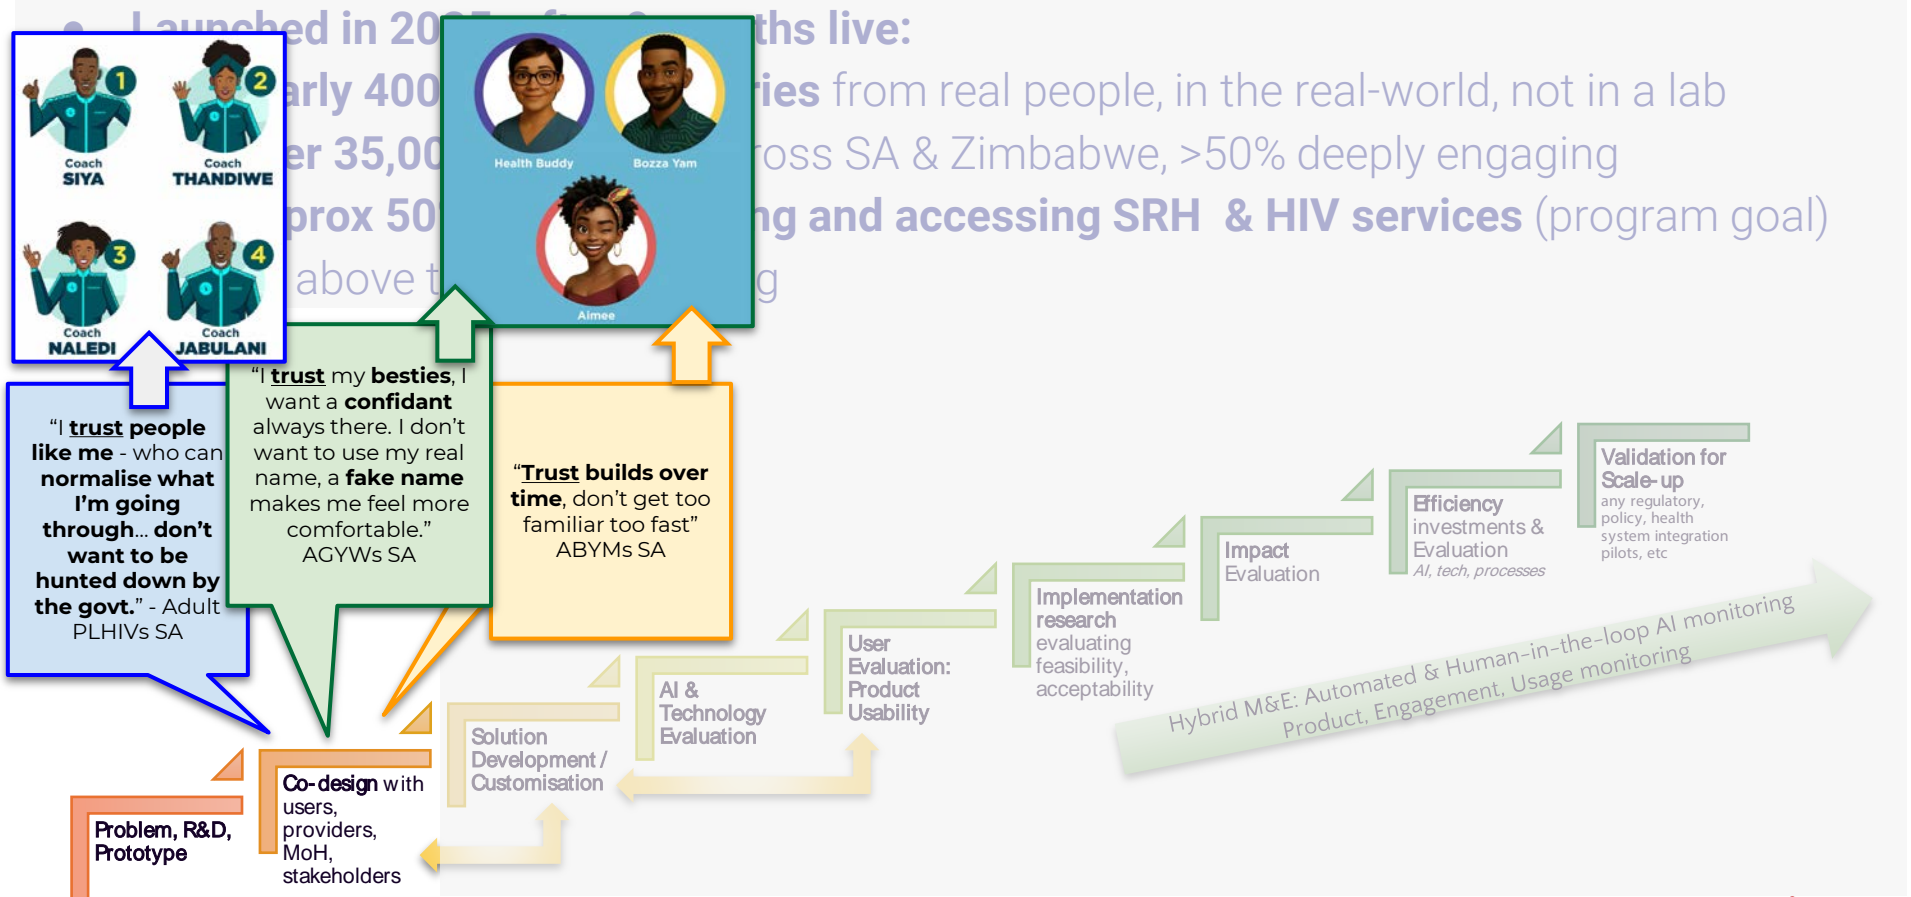 Launched in 20 ths live:
arly 400 ries from real people, in the real-world, not in a lab
er 35,00 ross SA & Zimbabwe, >50% deeply engaging
prox 50 ng and accessing SRH & HIV services (program goal)
above t g
1
Coach
SIYA
2
Coach
THANDIWE
3
Coach
NALEDI
4
Coach
JABULANI
Health Buddy
Bozza Yam
Aimee
“I trust people
like me - who can
normalise what
I’m going
through... don’t
want to be
hunted down by
the govt.” - Adult
PLHIVs SA
“I trust my besties, I
want a confidant
always there. I don’t
want to use my real
name, a fake name
makes me feel more
comfortable.”
AGYWs SA
“Trust builds over
time, don’t get too
familiar too fast”
ABYMs SA
Problem, R&D,
Prototype
Co-design with
users,
providers,
MoH,
stakeholders
Solution
Development /
Customisation
AI &
Technology
Evaluation
User
Evaluation:
Product
Usability
Implementation
research
evaluating
feasibility,
acceptability
Impact
Evaluation
Efficiency
investments &
Evaluation
AI, tech, processes
Validation for
Scale-up
any regulatory,
policy, health
system integration
pilots, etc
Hybrid M&E: Automated & Human-in-the-loop AI monitoring
Product, Engagement, Usage monitoring